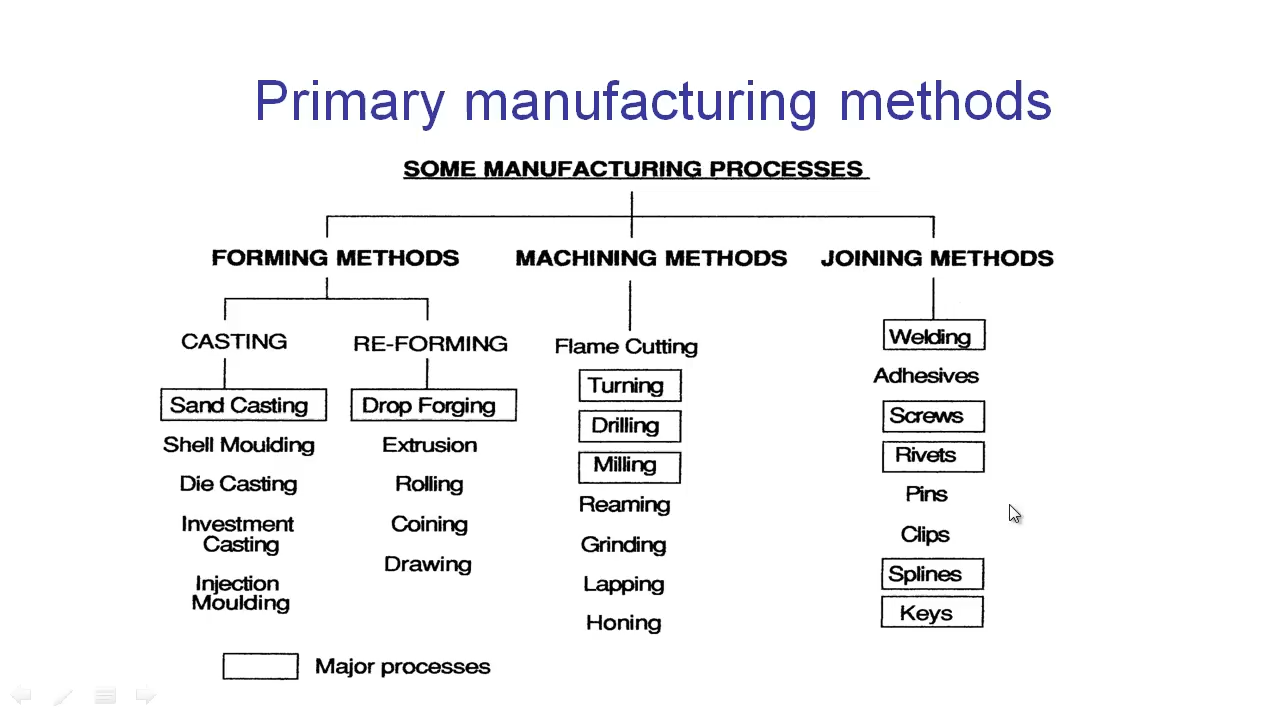 Primary manufacturing methods
SOME MANUFACTURING PROCESSES
FORMING METHODS
MACHINING METHODS
JOINING METHODS
CASTING
RE-FORMING
Sand Casting
Shell Moulding
Die Casting
Investment
Casting
Injection
Moulding
Drop Forging
Extrusion
Rolling
Coining
Drawing
Flame Cutting
Turning
Drilling
Milling
Reaming
Grinding
Lapping
Honing
Welding
Adhesives
Screws
Rivets
Pins
Clips
Splines
Keys
Major processes